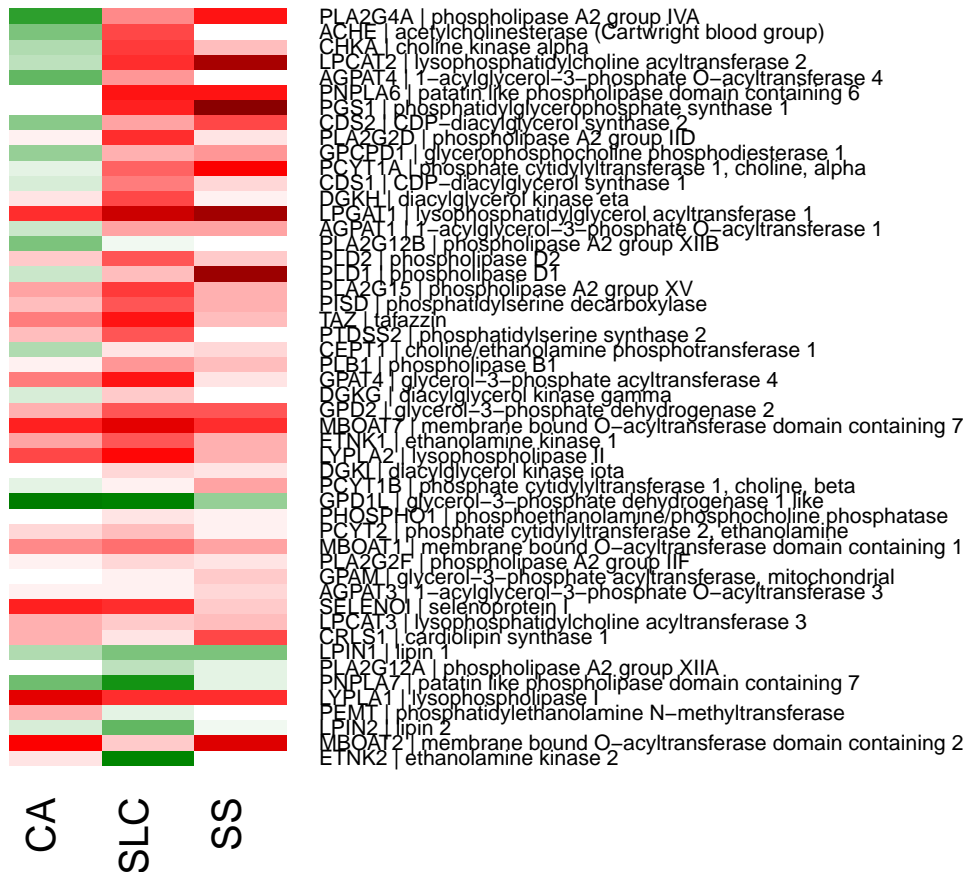 PLA2G4A | phospholipase A2 group IVA
ACHE | acetylcholinesterase (Cartwright blood group)
CHKA | choline kinase alpha
LPCAT2 | lysophosphatidylcholine acyltransferase 2
AGPAT4 | 1−acylglycerol−3−phosphate O−acyltransferase 4
PNPLA6 | patatin like phospholipase domain containing 6
PGS1 | phosphatidylglycerophosphate synthase 1
CDS2 | CDP−diacylglycerol synthase 2
PLA2G2D | phospholipase A2 group IID
GPCPD1 | glycerophosphocholine phosphodiesterase 1
PCYT1A | phosphate cytidylyltransferase 1, choline, alpha
CDS1 | CDP−diacylglycerol synthase 1
DGKH | diacylglycerol kinase eta
LPGAT1 | lysophosphatidylglycerol acyltransferase 1
AGPAT1 | 1−acylglycerol−3−phosphate O−acyltransferase 1
PLA2G12B | phospholipase A2 group XIIB
PLD2 | phospholipase D2
PLD1 | phospholipase D1
PLA2G15 | phospholipase A2 group XV
PISD | phosphatidylserine decarboxylase
TAZ | tafazzin
PTDSS2 | phosphatidylserine synthase 2
CEPT1 | choline/ethanolamine phosphotransferase 1
PLB1 | phospholipase B1
GPAT4 | glycerol−3−phosphate acyltransferase 4
DGKG | diacylglycerol kinase gamma
GPD2 | glycerol−3−phosphate dehydrogenase 2
MBOAT7 | membrane bound O−acyltransferase domain containing 7
ETNK1 | ethanolamine kinase 1
LYPLA2 | lysophospholipase II
DGKI | diacylglycerol kinase iota
PCYT1B | phosphate cytidylyltransferase 1, choline, beta
GPD1L | glycerol−3−phosphate dehydrogenase 1 like
PHOSPHO1 | phosphoethanolamine/phosphocholine phosphatase
PCYT2 | phosphate cytidylyltransferase 2, ethanolamine
MBOAT1 | membrane bound O−acyltransferase domain containing 1
PLA2G2F | phospholipase A2 group IIF
GPAM | glycerol−3−phosphate acyltransferase, mitochondrial
AGPAT3 | 1−acylglycerol−3−phosphate O−acyltransferase 3
SELENOI | selenoprotein I
LPCAT3 | lysophosphatidylcholine acyltransferase 3
CRLS1 | cardiolipin synthase 1
LPIN1 | lipin 1
PLA2G12A | phospholipase A2 group XIIA
PNPLA7 | patatin like phospholipase domain containing 7
LYPLA1 | lysophospholipase I
PEMT | phosphatidylethanolamine N−methyltransferase
LPIN2 | lipin 2
MBOAT2 | membrane bound O−acyltransferase domain containing 2
ETNK2 | ethanolamine kinase 2
CA
SLC
SS